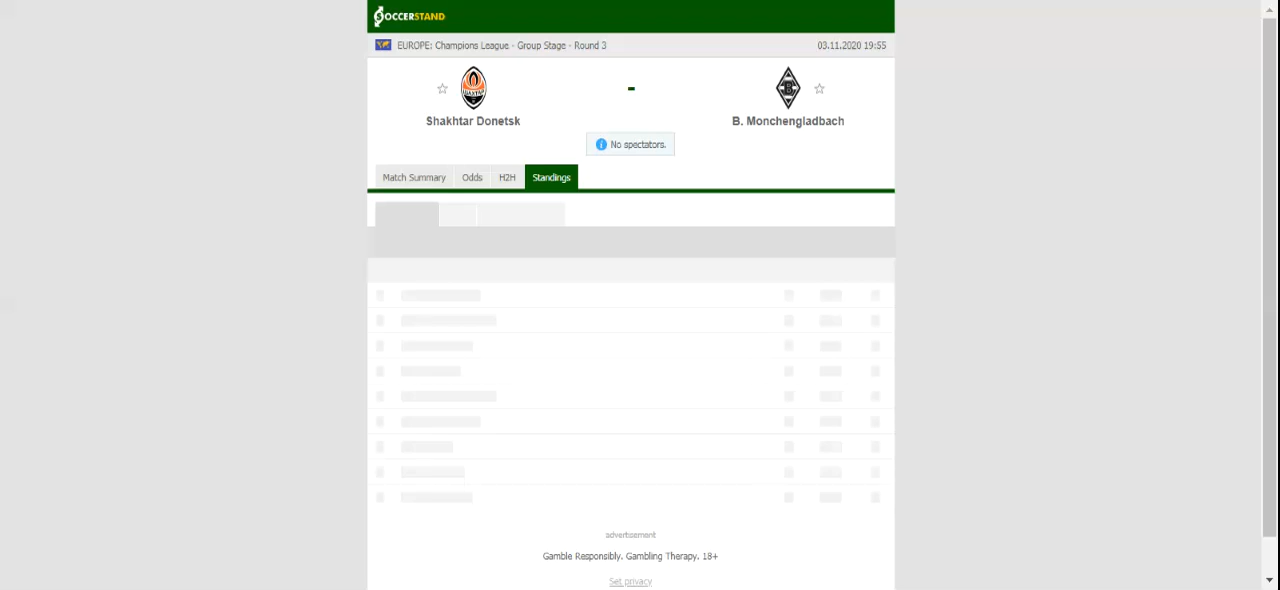 SOCCERSTAND
EUROPE: Champions League - Group Stage - Round 3
03.11.2020 19:55
-
Shakhtar Donetsk
B. Monchengladbach
No spectators.
Match Summary
Odds
H2H
Standings
advertisement
Gamble Responsibly. Gambling Therapy. 18+
Set privacy